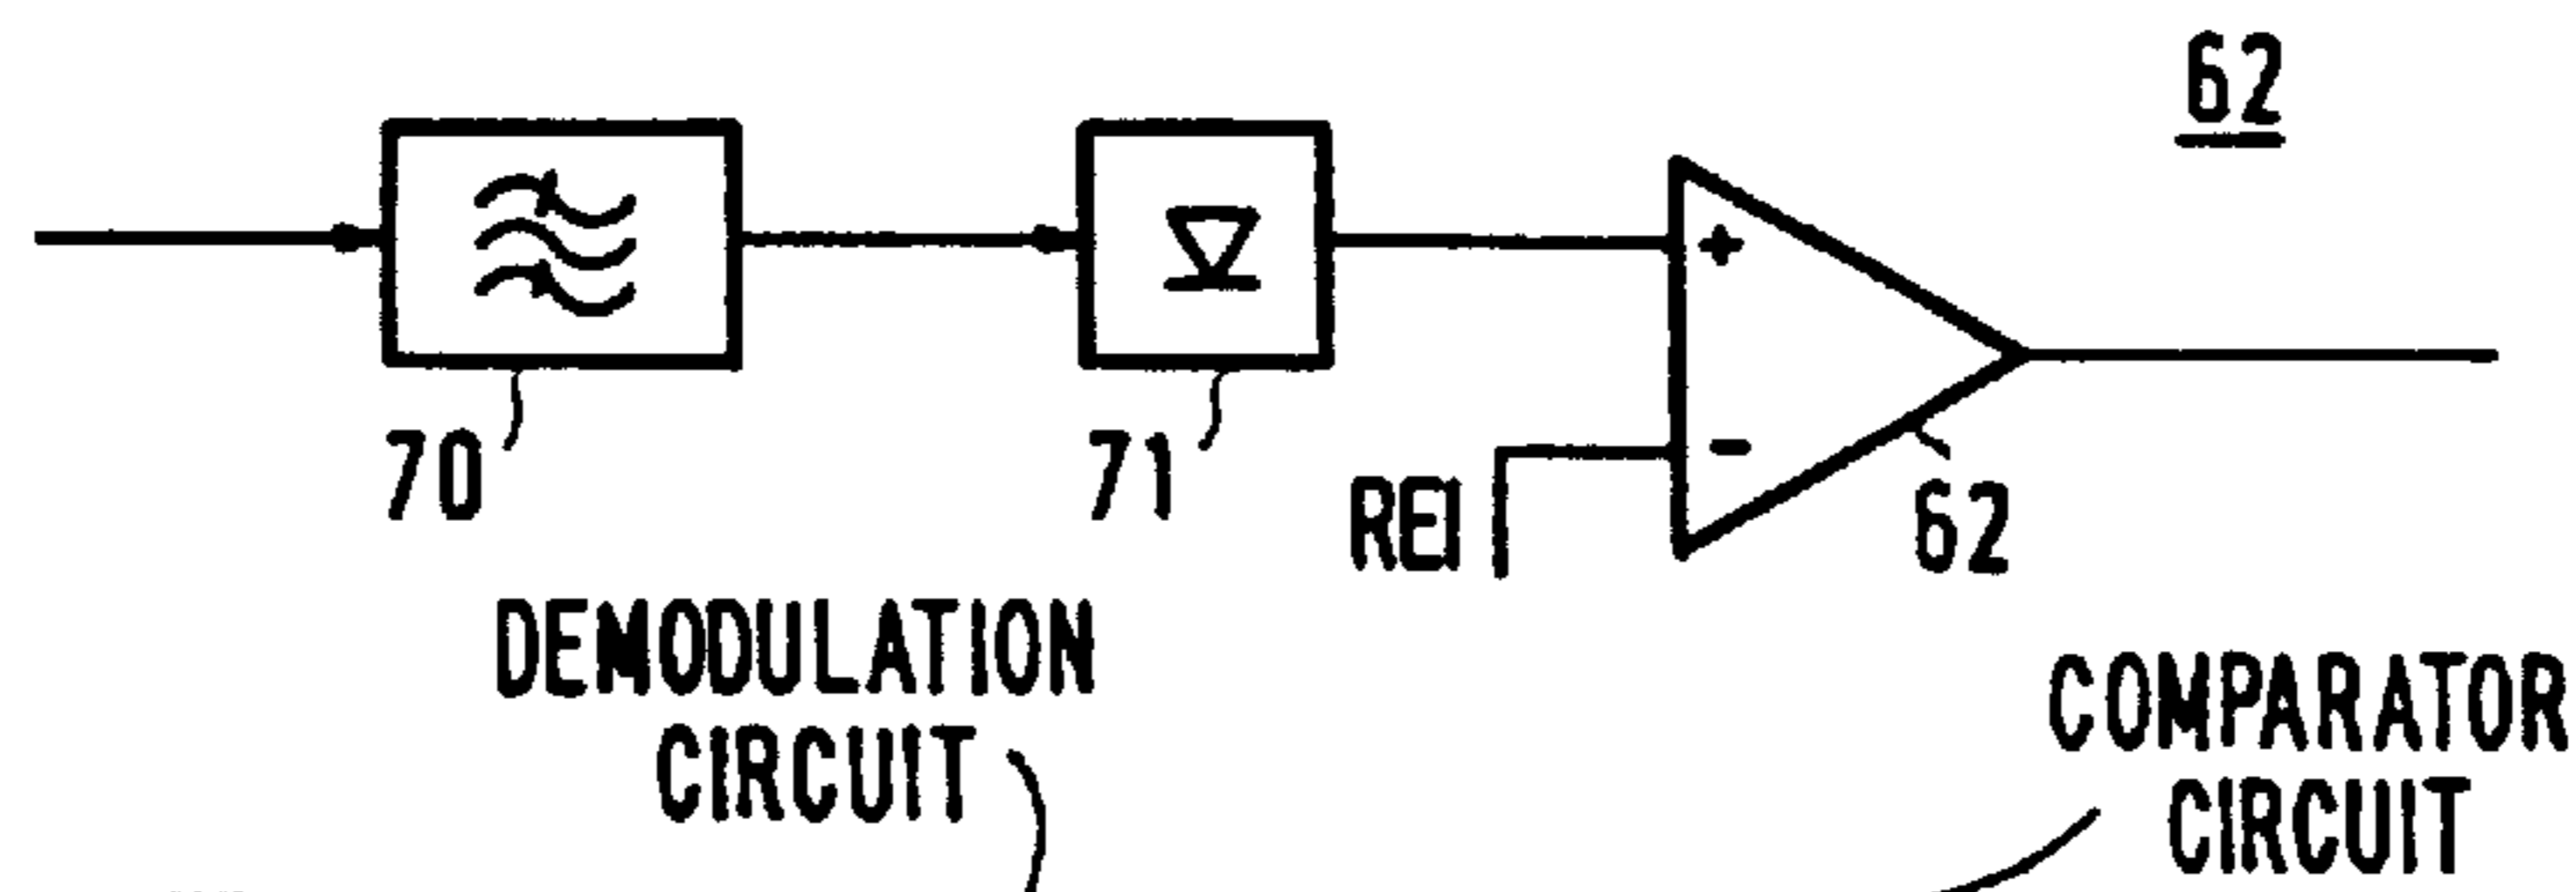 62
+
-
70
71
REI
62
DEMODULATION
CIRCUIT
COMPARATOR
CIRCUIT